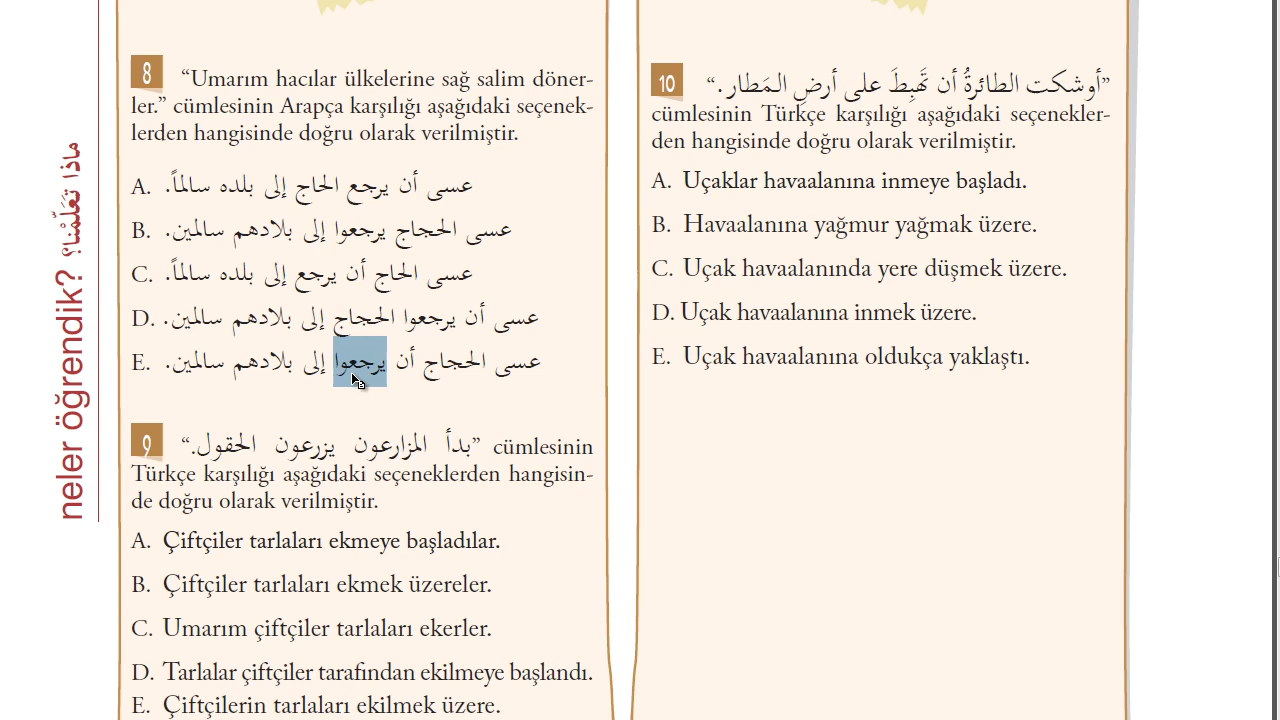 neler öğrendik? ماذا تَعَلَّمْنا؟
8 “Umarım hacılar ülkelerine sağ salim döner-
ler.” cümlesinin Arapça karşılığı aşağıdaki seçenek-
lerden hangisinde doğru olarak verilmiştir.
A. عسى أن يرجع الحاج إلى بلده سالماً.
B. عسى الحجاج يرجعوا إلى بلادهم سالمين.
C. عسى الحاج أن يرجع إلى بلده سالماً.
D. عسى أن يرجعوا الحجاج إلى بلادهم سالمين.
E. عسى الحجاج أن يرجعوا إلى بلادهم سالمين.
9 “بدأ المزارعون يزرعون الحقول.” cümlesinin
Türkçe karşılığı aşağıdaki seçeneklerden hangisin-
de doğru olarak verilmiştir.
A. Çiftçiler tarlaları ekmeye başladılar.
B. Çiftçiler tarlaları ekmek üzereler.
C. Umarım çiftçiler tarlaları ekerler.
D. Tarlalar çiftçiler tarafından ekilmeye başlandı.
E. Çiftçilerin tarlaları ekilmek üzere.
10 “أوشكت الطائرةُ أن تَهبِطَ على أرضِ المَطار.”
cümlesinin Türkçe karşılığı aşağıdaki seçenekler-
den hangisinde doğru olarak verilmiştir.
A. Uçaklar havaalanına inmeye başladı.
B. Havaalanına yağmur yağmak üzere.
C. Uçak havaalanında yere düşmek üzere.
D. Uçak havaalanına inmek üzere.
E. Uçak havaalanına oldukça yaklaştı.